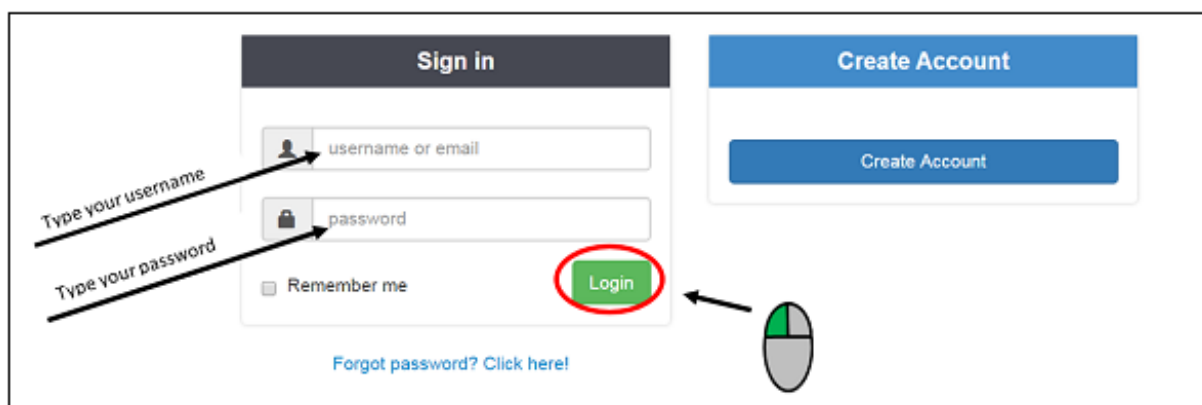 Sign in
Create Account
username or email
Create Account
Type your username
password
Type your password
Remember me
Login
Forgot password? Click here!